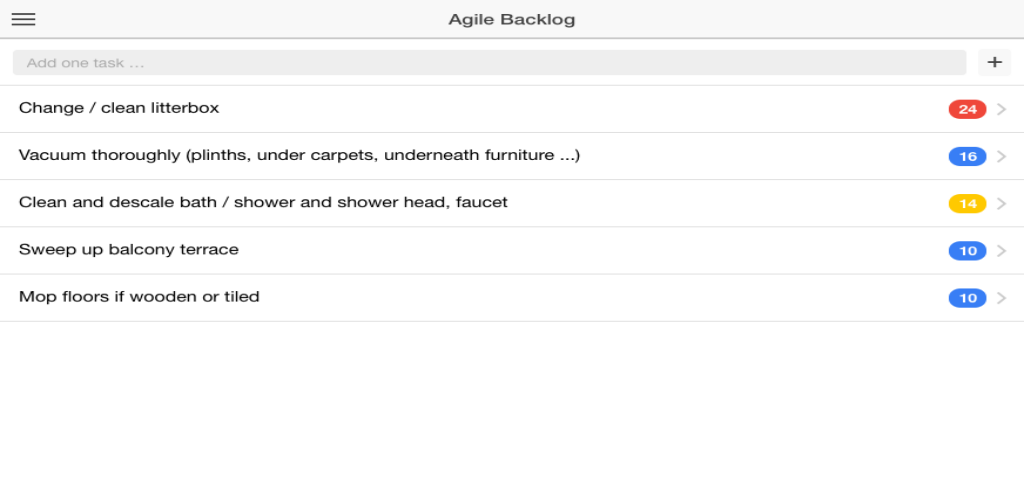 Agile Backlog
Add one task ...
+
Change / clean litterbox 24
Vacuum thoroughly (plinths, under carpets, underneath furniture ...) 16
Clean and descale bath / shower and shower head, faucet 14
Sweep up balcony terrace 10
Mop floors if wooden or tiled 10